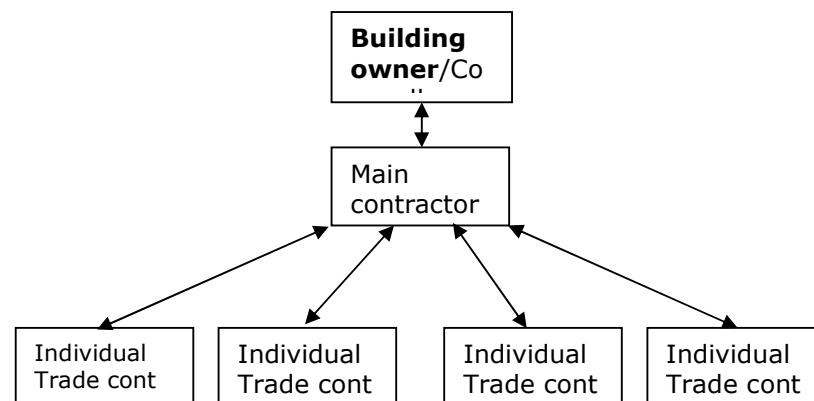 Building
owner/Co
Main
contractor
Individual
Trade cont
Individual
Trade cont
Individual
Trade cont
Individual
Trade cont